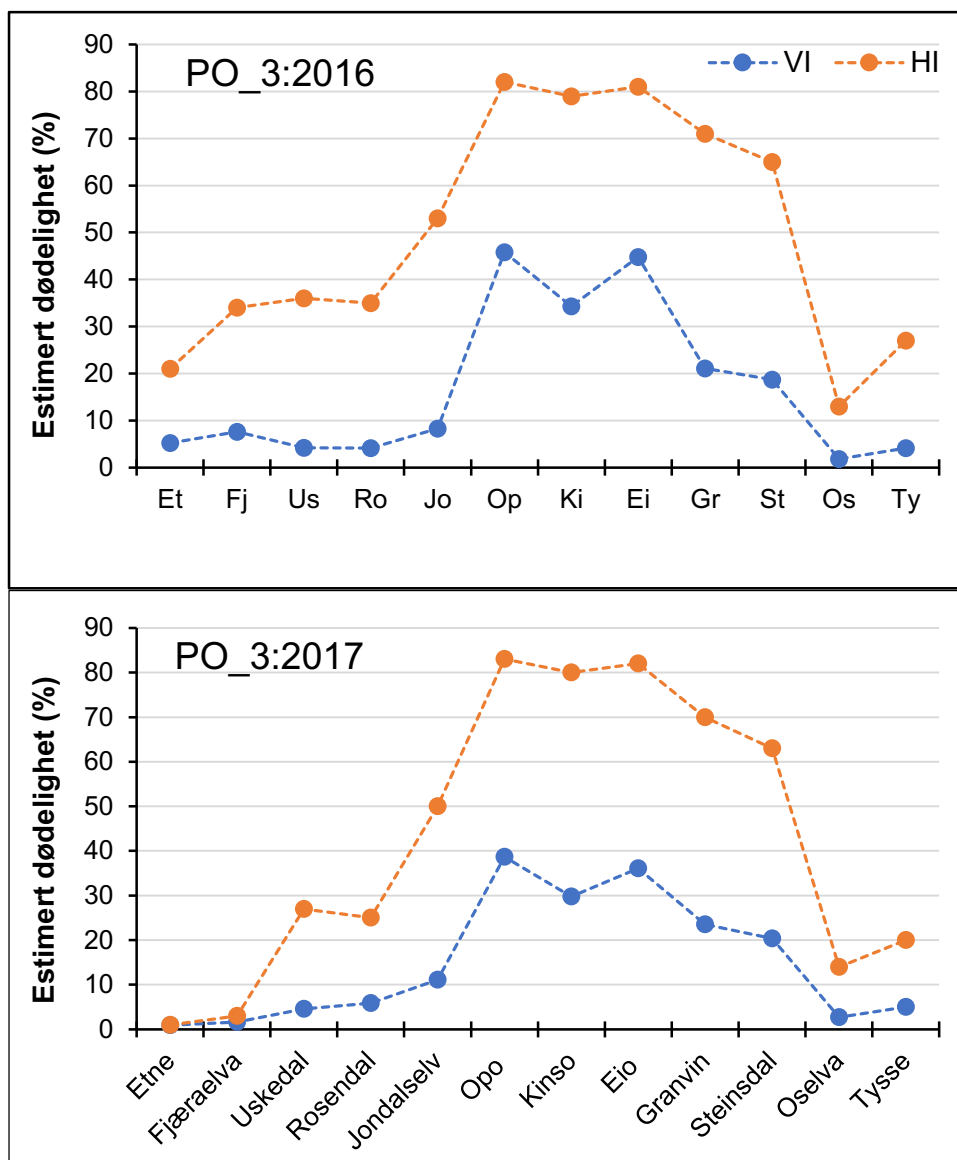 PO_3:2016
VI HI
Estimert dødelighet (%)
90
80
70
60
50
40
30
20
10
0
Et Fj Us Ro Jo Op Ki Ei Gr St Os Ty
PO_3:2017
Estimert dødelighet (%)
90
80
70
60
50
40
30
20
10
0
Etne Fjæraelva Uskedal Rosendal Jondalselv Opo Kinso Eio Granvin Steinsdal Oselva Tysse